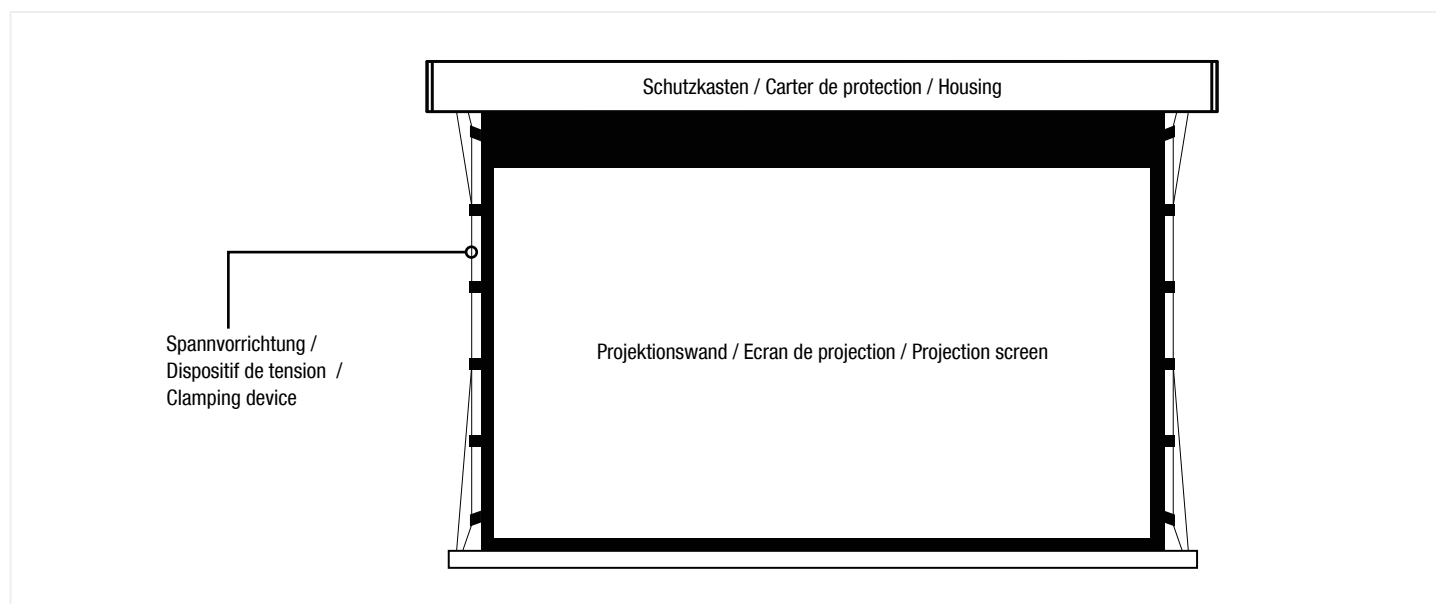 Schutzkasten / Carter de protection / Housing
Spannvorrichtung /
Dispositif de tension /
Clamping device
Projektionswand / Ecran de projection / Projection screen